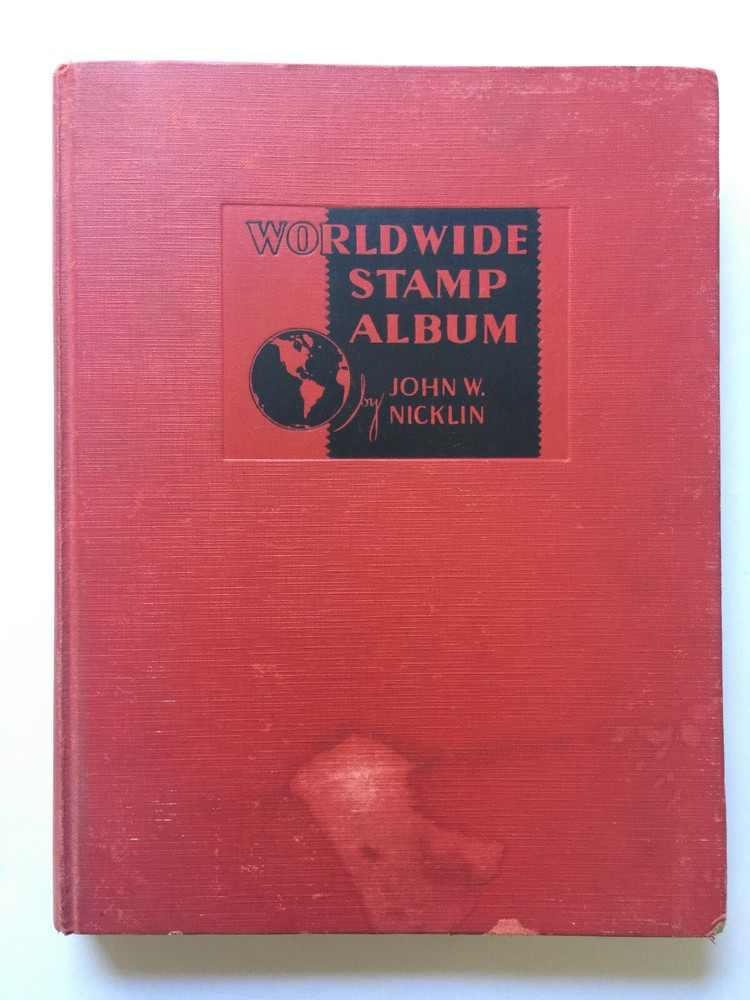 WORLDWIDE
STAMP
ALBUM
by JOHN W.
NICKLIN